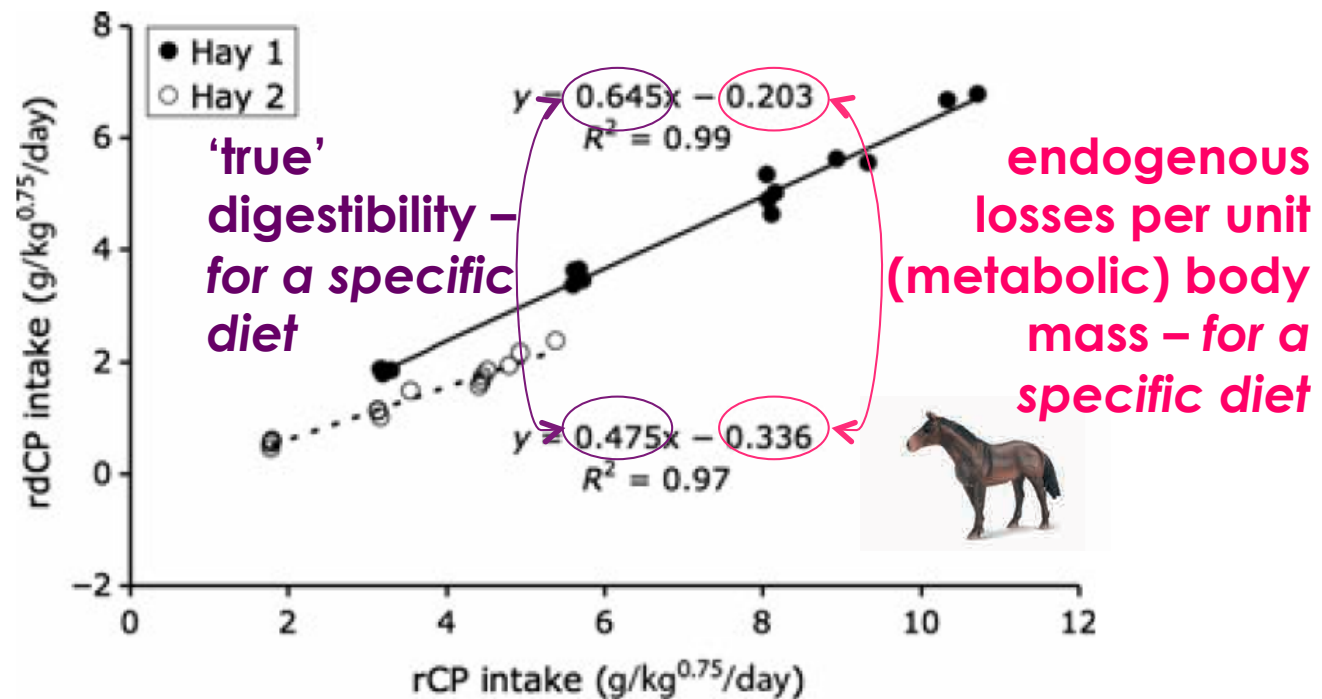 8
6
4
2
0
−2
rdCP intake (g/kg^0.75/day)
● Hay 1
○ Hay 2
y = 0.645x − 0.203
R² = 0.99
‘true’
digestibility –
for a specific
diet
endogenous
losses per unit
(metabolic) body
mass – for a
specific diet
y = 0.475x − 0.336
R² = 0.97
0 2 4 6 8 10 12
rCP intake (g/kg^0.75/day)